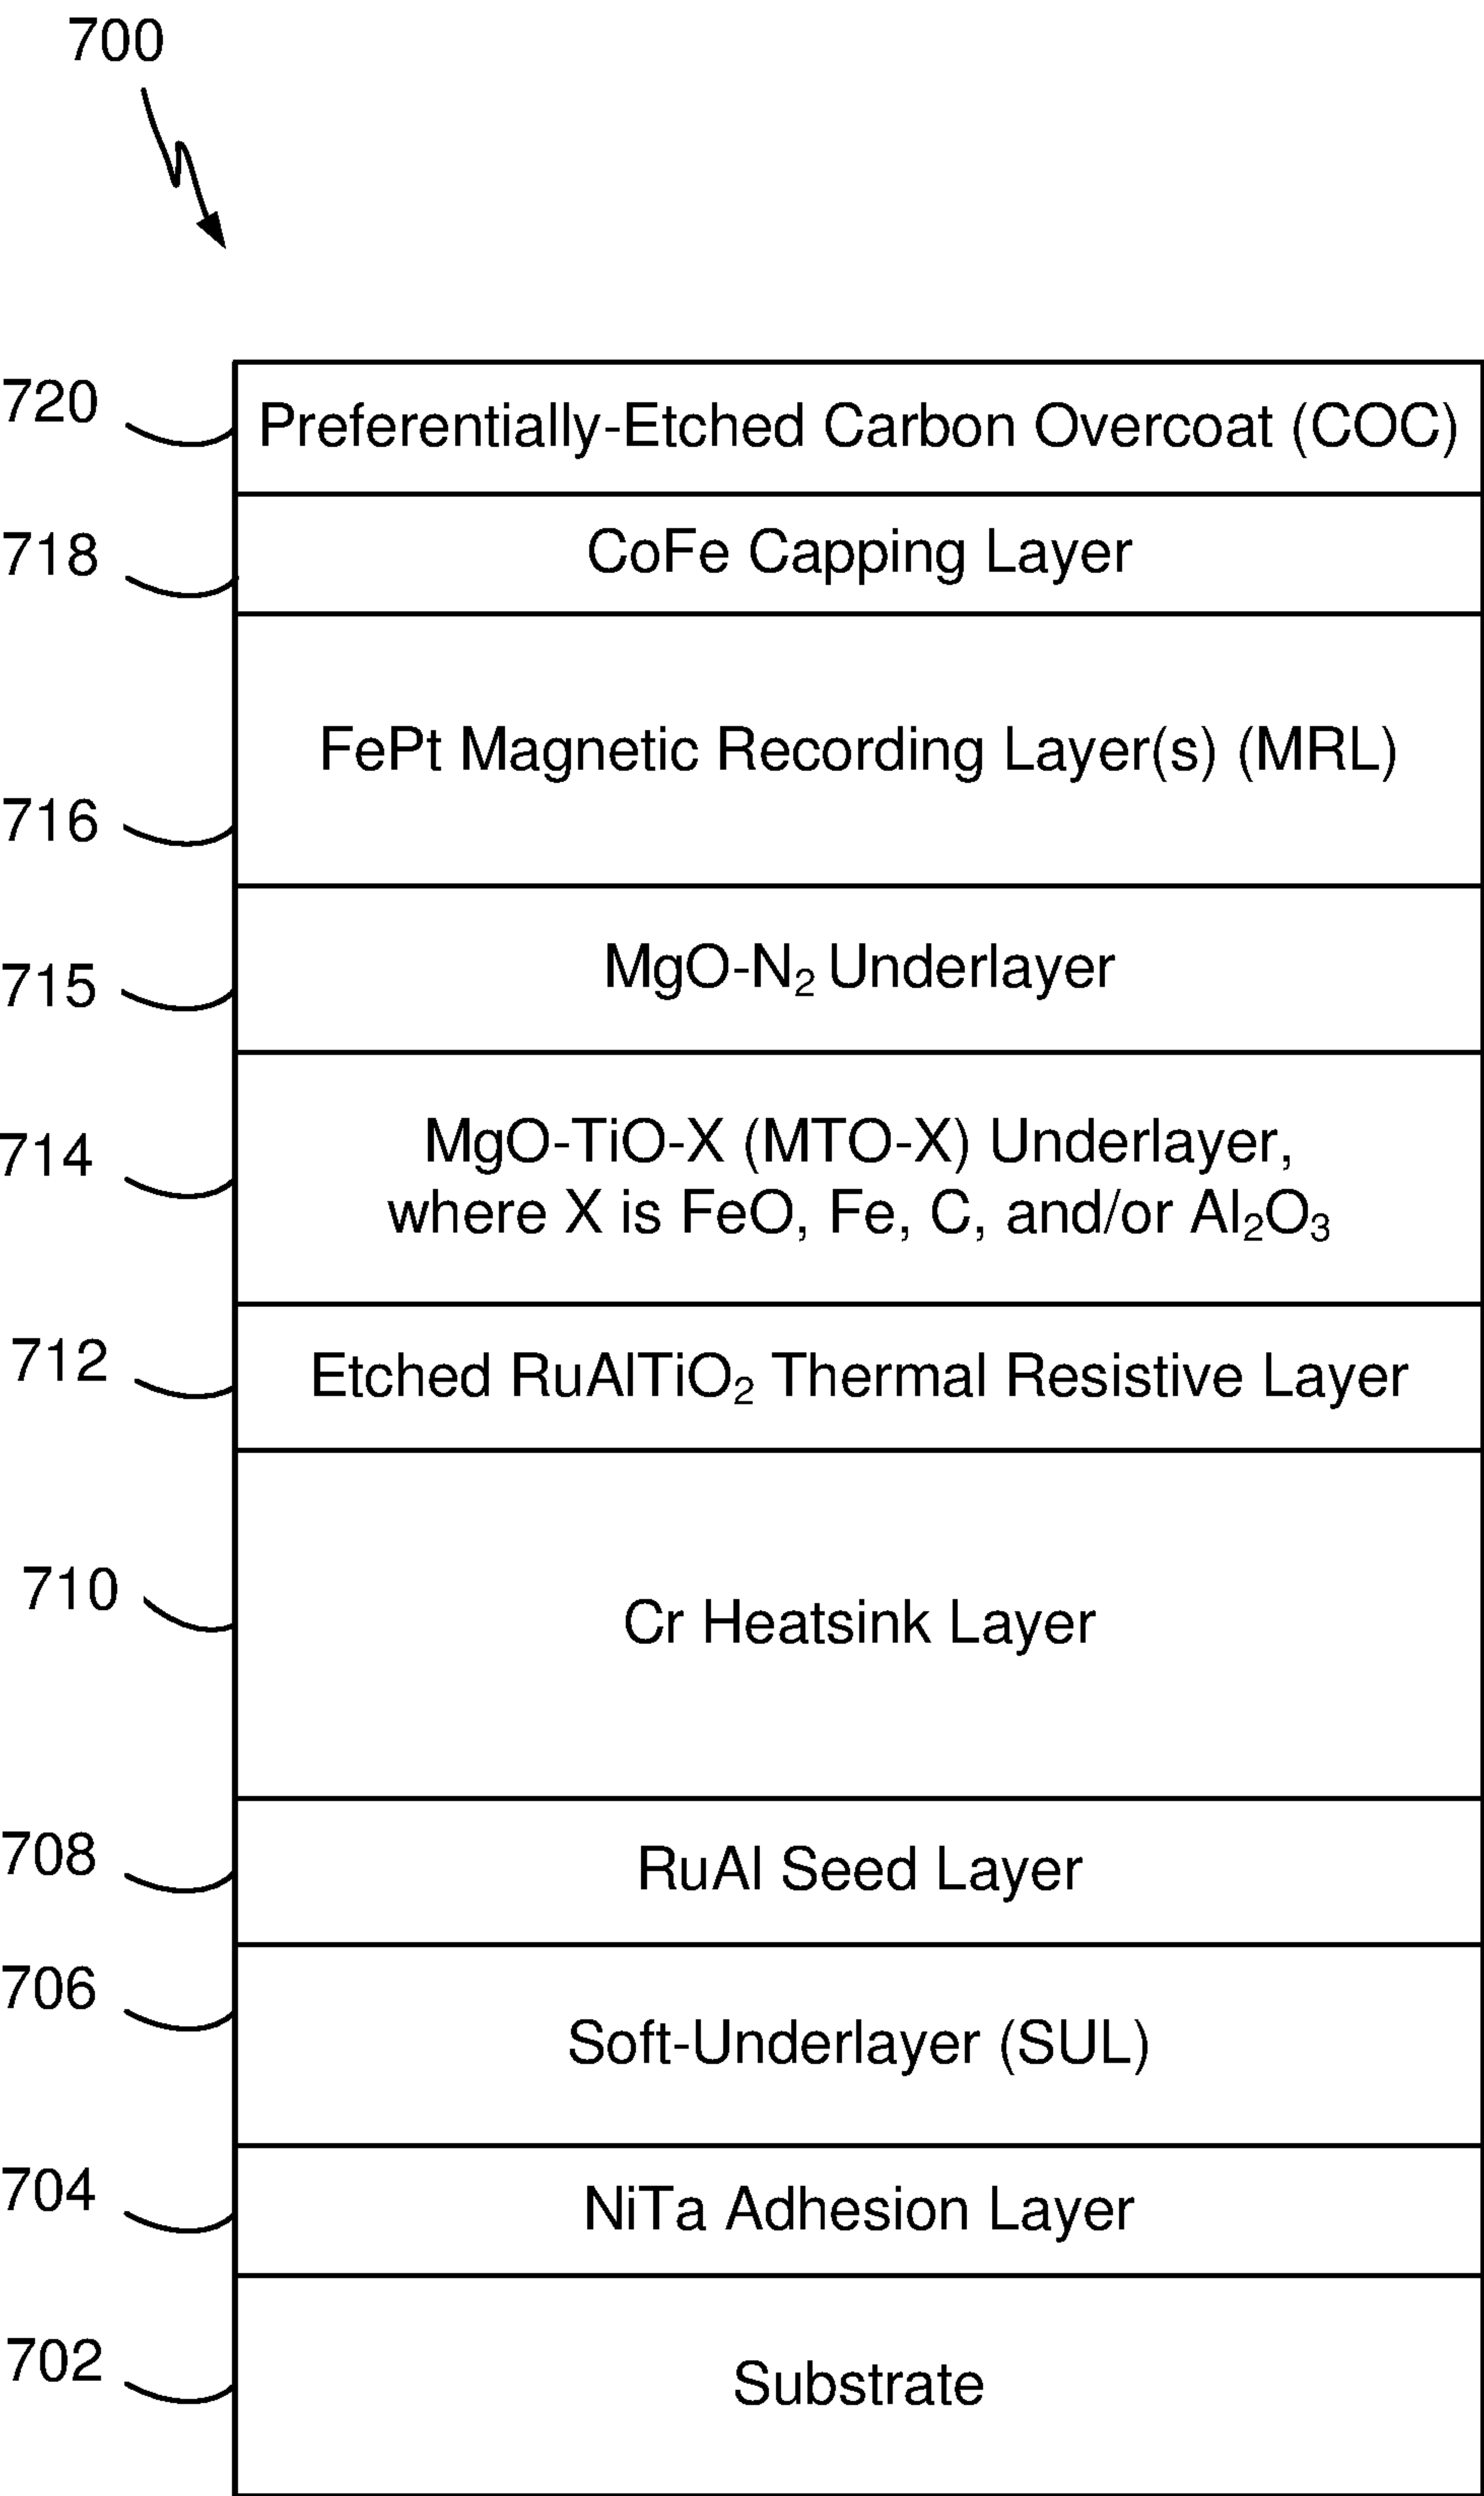 700
720
Preferentially-Etched Carbon Overcoat (COC)
718
CoFe Capping Layer
FePt Magnetic Recording Layer(s) (MRL)
716
MgO-N₂ Underlayer
715
MgO-TiO-X (MTO-X) Underlayer,
714
where X is FeO, Fe, C, and/or Al₂O₃
712
Etched RuAlTiO₂ Thermal Resistive Layer
710
Cr Heatsink Layer
708
RuAl Seed Layer
706
Soft-Underlayer (SUL)
704
NiTa Adhesion Layer
702
Substrate